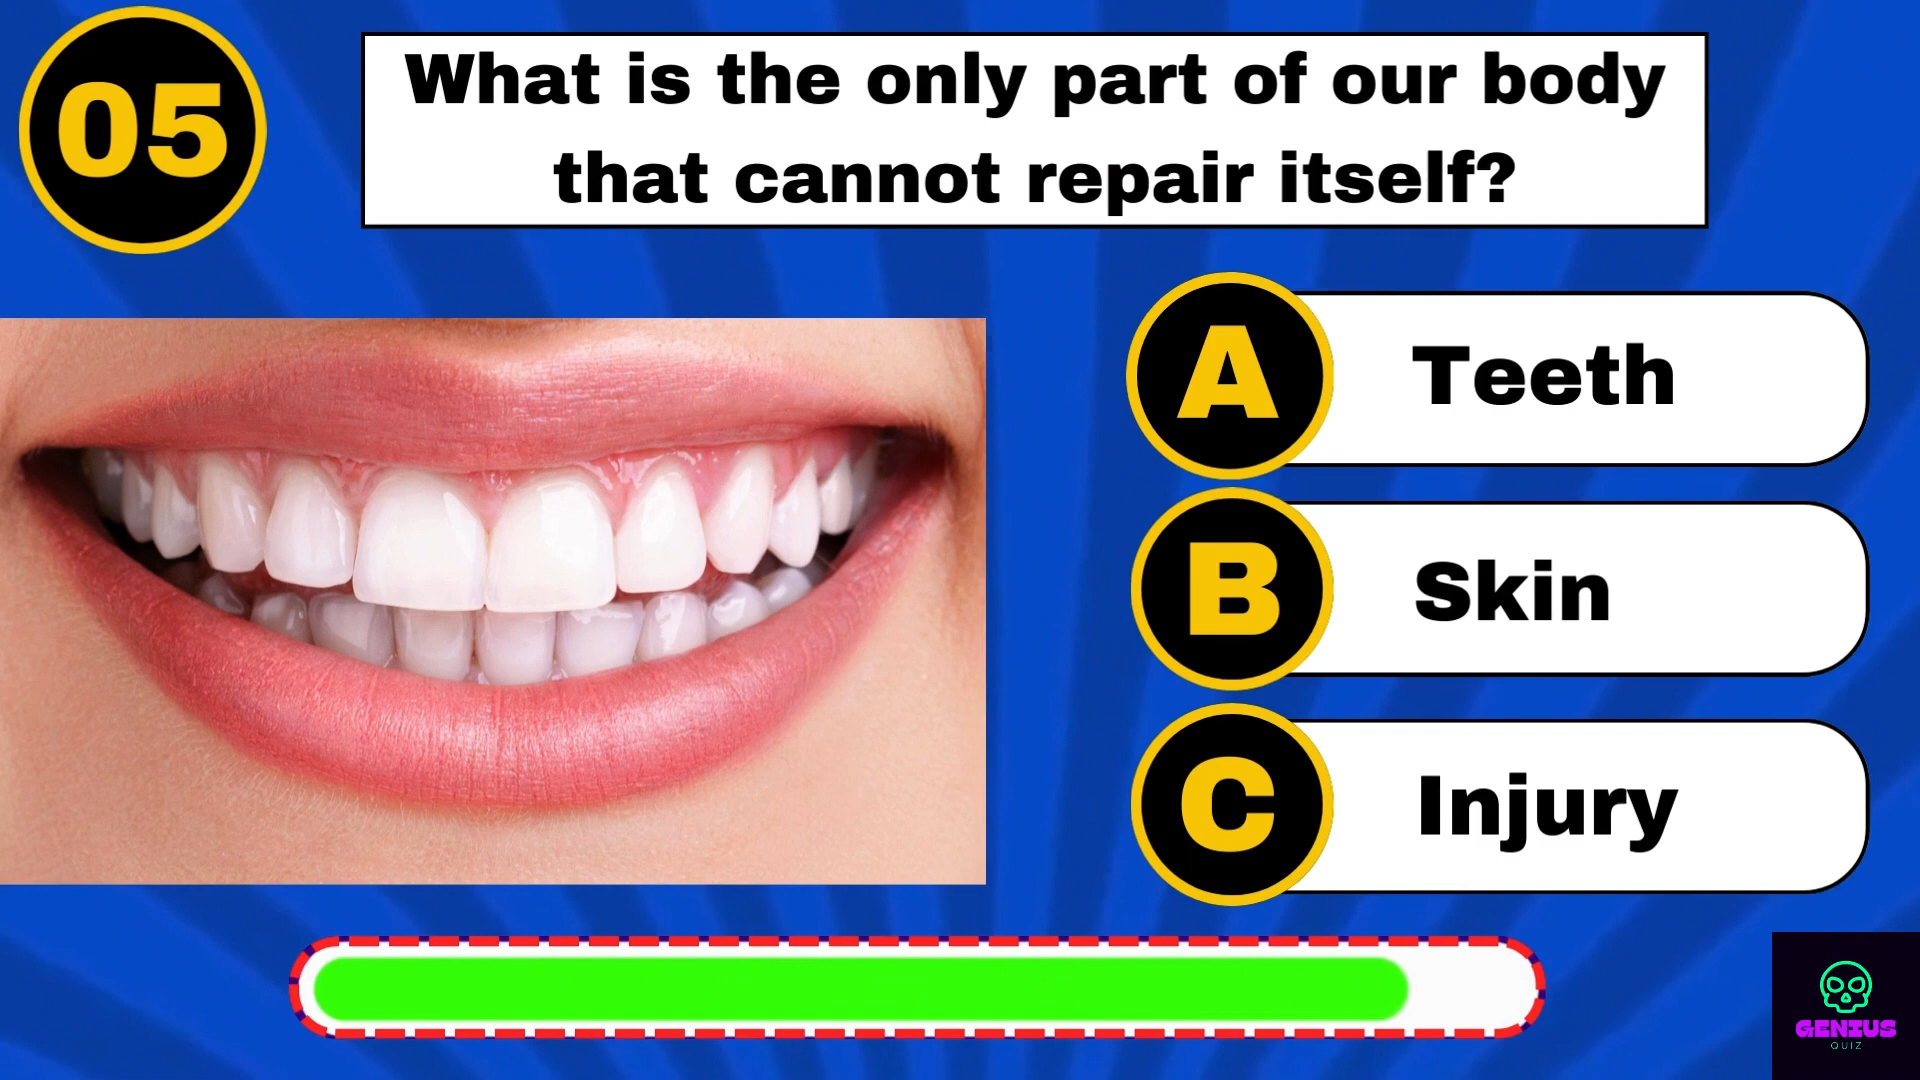 05
What is the only part of our body
that cannot repair itself?
A Teeth
B Skin
C Injury
GENIUS
QUIZ